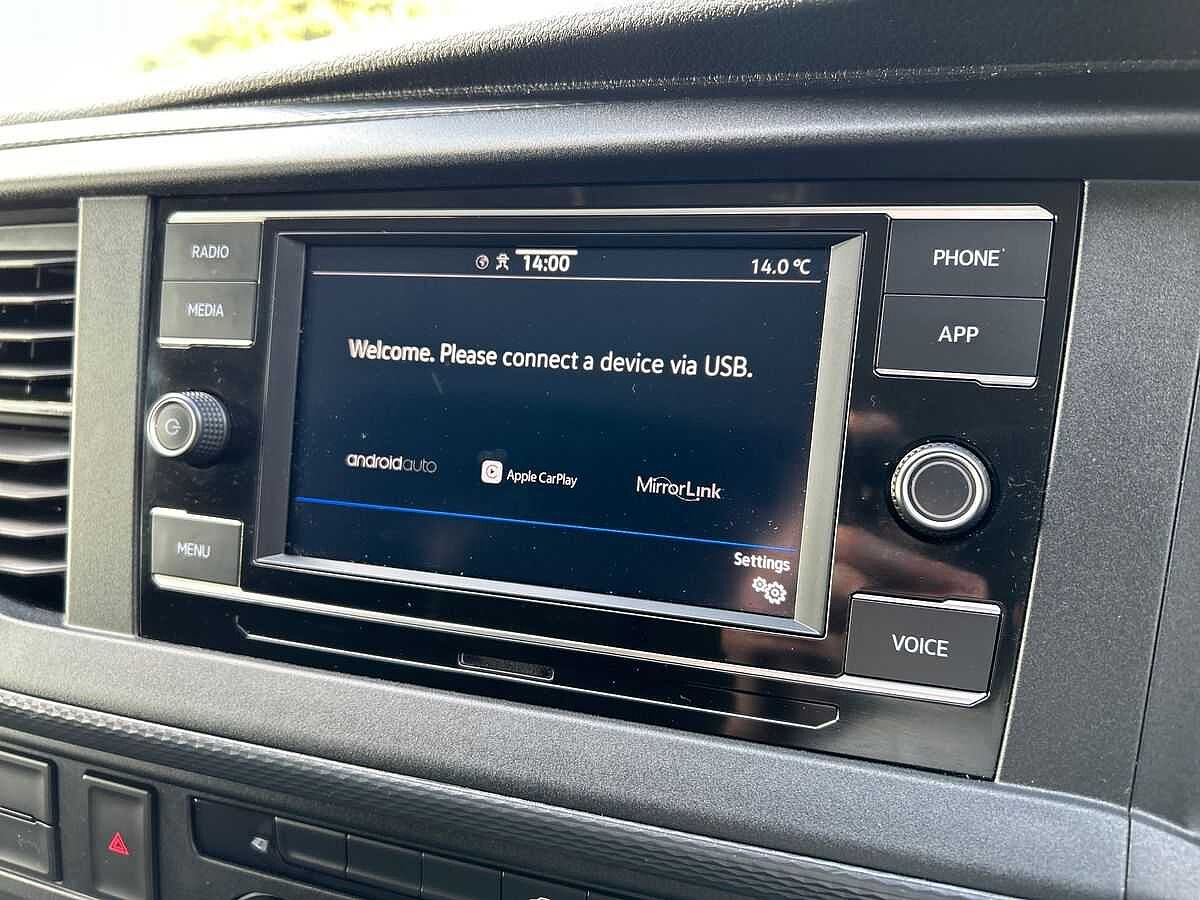 RADIO
MEDIA
MENU
14:00
14.0 °C
Welcome. Please connect a device via USB.
androidauto
Apple CarPlay
MirrorLink
Settings
PHONE
APP
VOICE